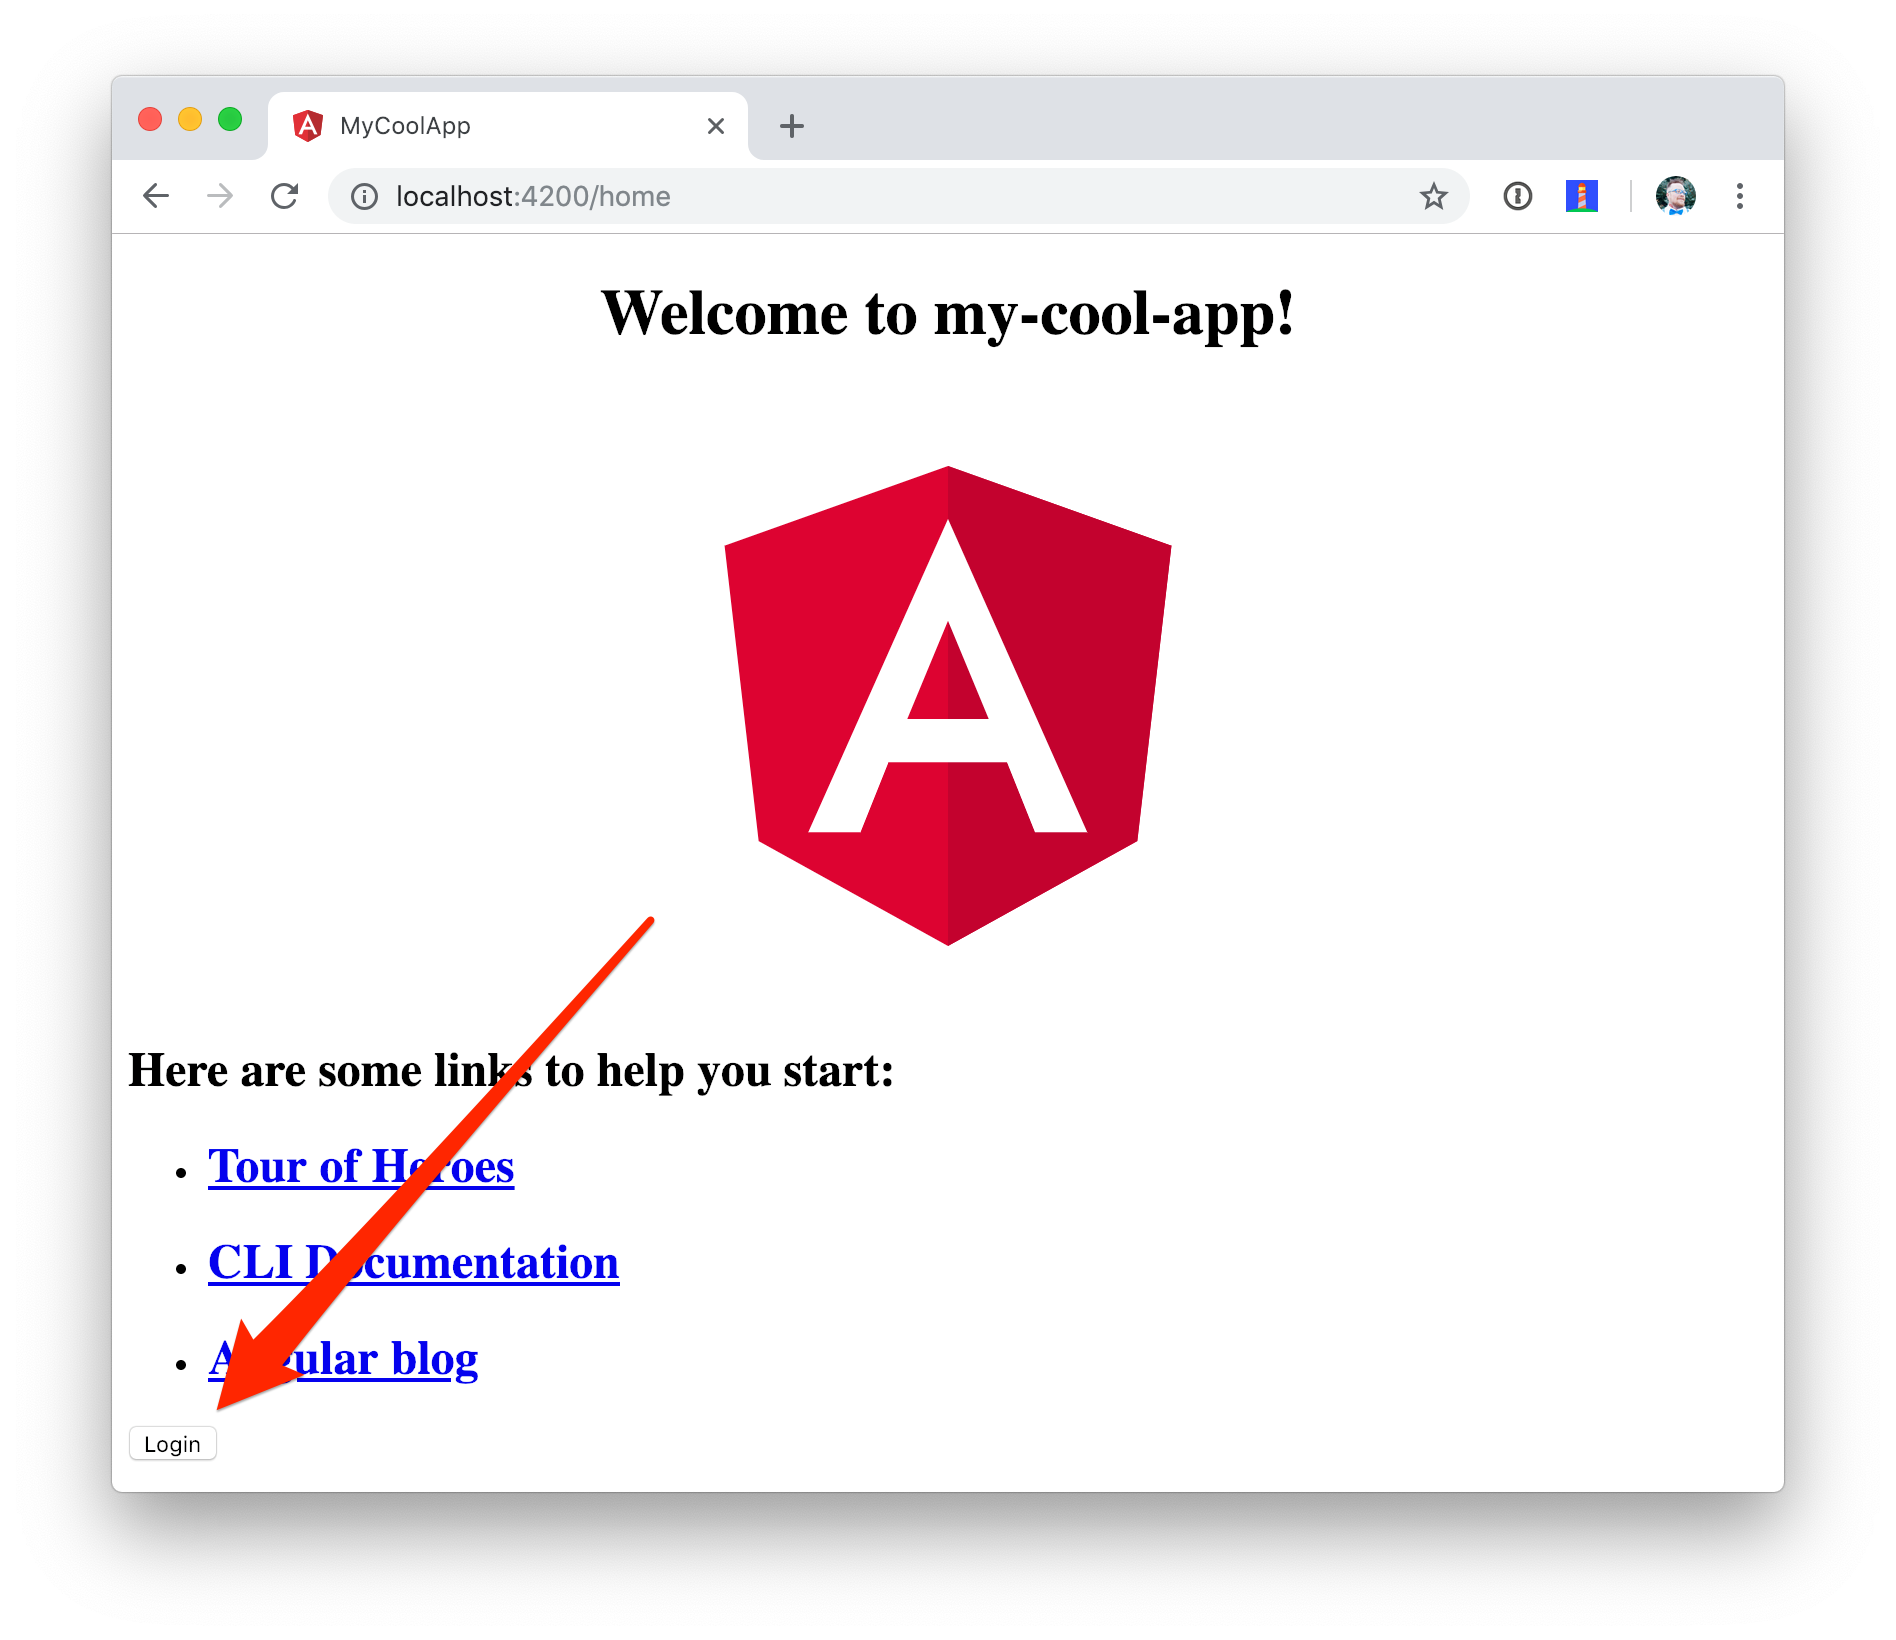 MyCoolApp
localhost:4200/home
Welcome to my-cool-app!
A
Here are some links to help you start:
Tour of Heroes
CLI Documentation
Angular blog
Login